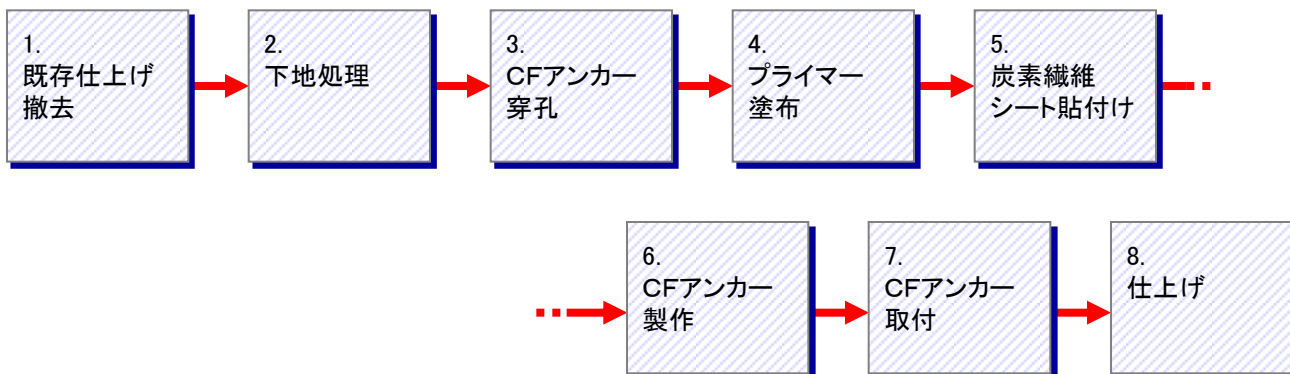 1.
既存仕上げ
撤去
2.
下地処理
3.
ＣＦアンカー
穿孔
4.
プライマー
塗布
5.
炭素繊維
シート貼付け
6.
ＣＦアンカー
製作
7.
ＣＦアンカー
取付
8.
仕上げ